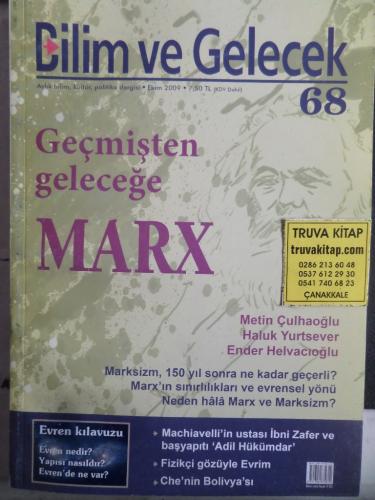 Bilim ve Gelecek
Aylık bilim, kültür, politika dergisi • Ekim 2009 • 7,50 TL (KDV Dahil)
68
Geçmişten
geleceğe
MARX
TRUVA KİTAP
truvakitap.com
0286 213 60 48
0537 612 29 30
0541 740 68 23
ÇANAKKALE
Metin Çulhaoğlu
Haluk Yurtsever
Ender Helvacıoğlu
Marksizm, 150 yıl sonra ne kadar geçerli?
Marx'ın sınırlılıkları ve evrensel yönü
Neden hâlâ Marx ve Marksizm?
Evren kılavuzu
Evren nedir?
Yapısı nasıldır?
Evren'de ne var?
Machiavelli'nin ustası İbni Zafer ve
başyapıtı 'Adil Hükümdar'
Fizikçi gözüyle Evrim
Che'nin Bolivya'sı